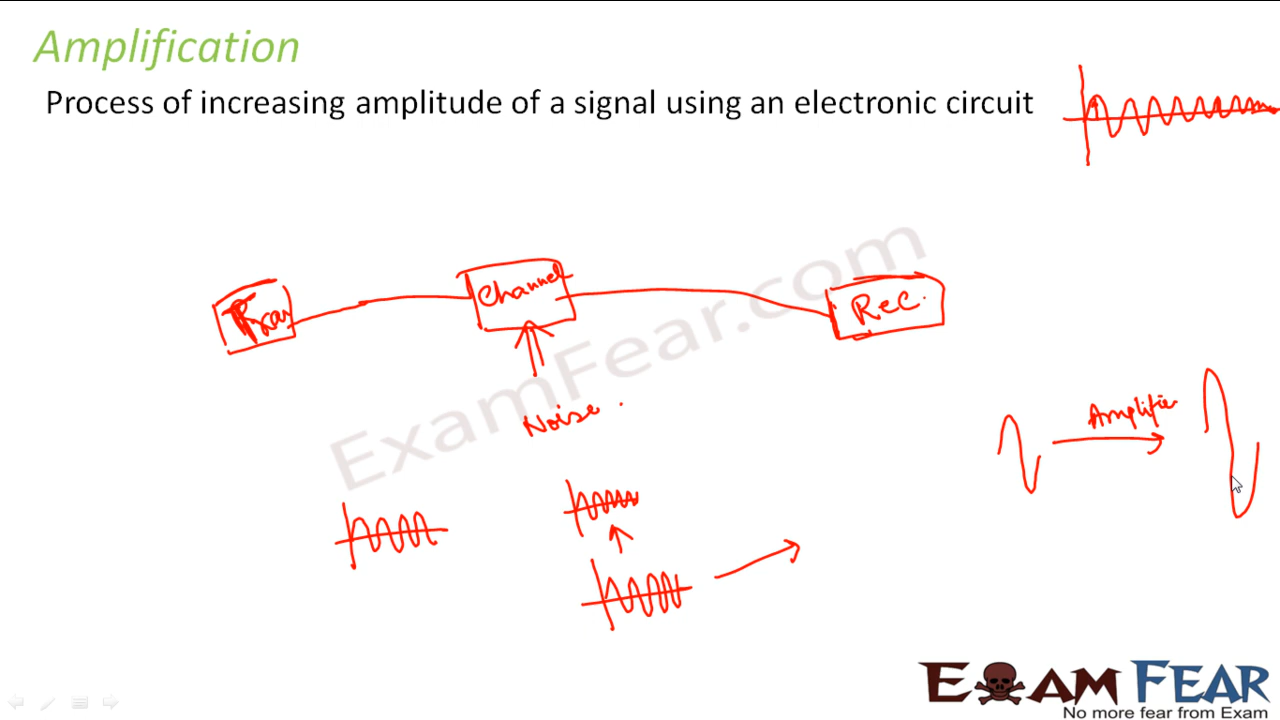 Amplification
Process of increasing amplitude of a signal using an electronic circuit
Channel
Rec.
Noise
Amplifier
ExamFear.com
EXAM FEAR
No more fear from Exam